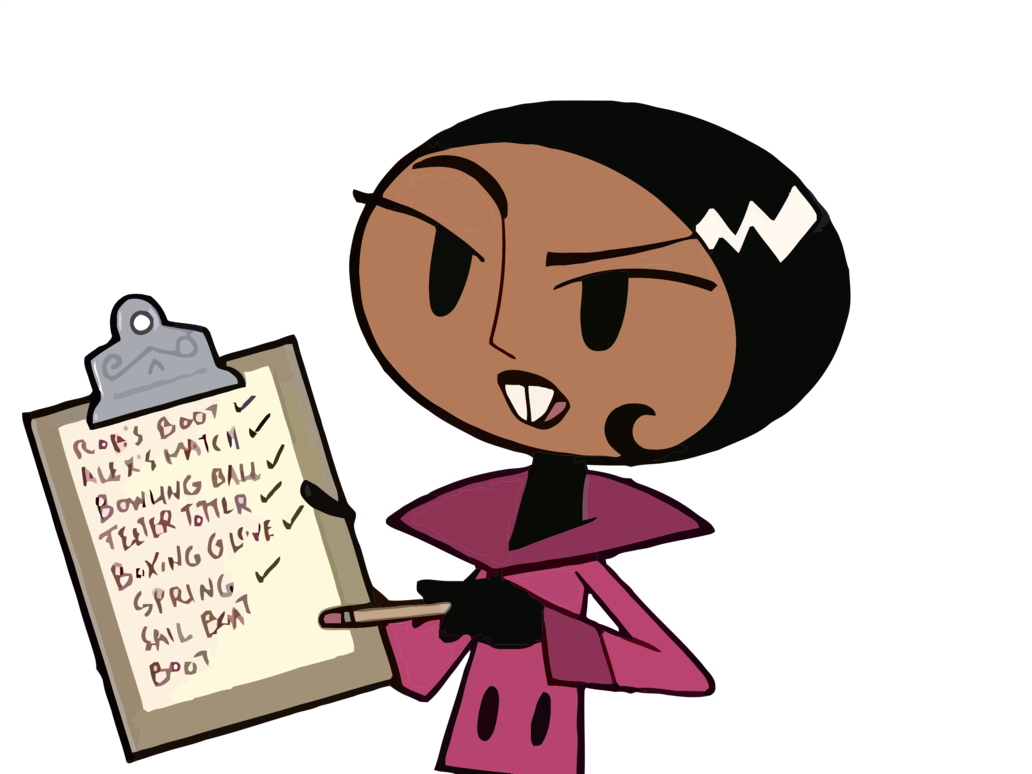 ROB'S BOOT ✓
ALEX'S MATCH ✓
BOWLING BALL ✓
TEETER TOTTER ✓
BOXING GLOVE ✓
SPRING ✓
SAIL BOAT
BOOT